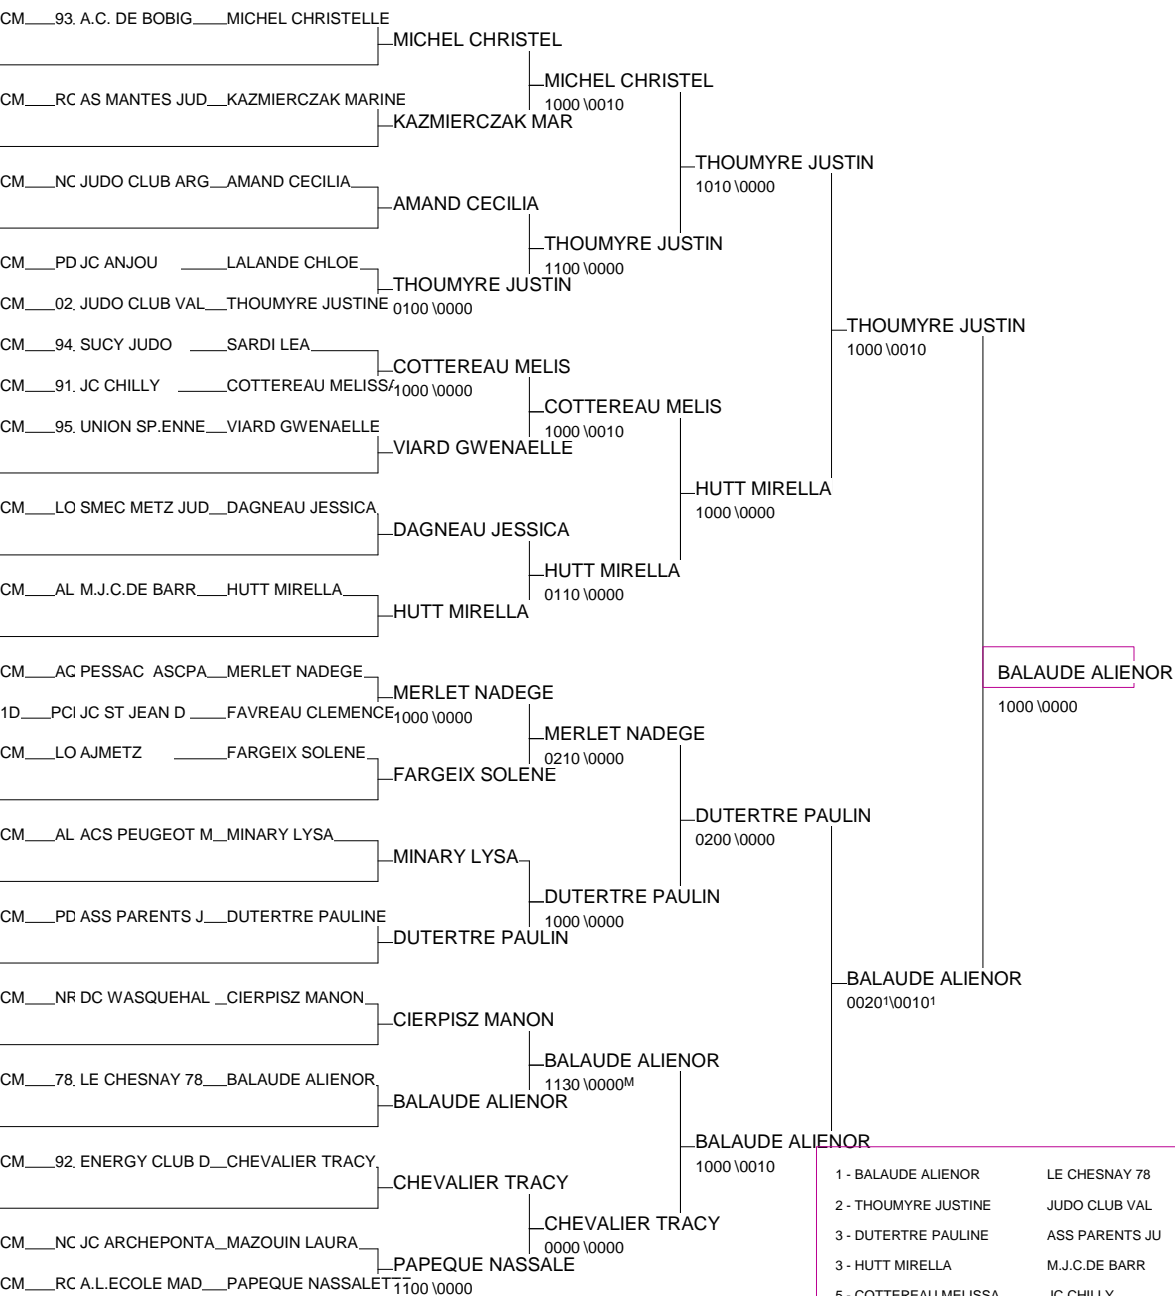 CM 93 A.C. DE BOBIG MICHEL CHRISTELLE
MICHEL CHRISTEL
MICHEL CHRISTEL
1000 \0010
CM RC AS MANTES JUD KAZMIERCZAK MARINE
KAZMIERCZAK MAR
THOUMYRE JUSTIN
1010 \0000
CM NC JUDO CLUB ARG AMAND CECILIA
AMAND CECILIA
THOUMYRE JUSTIN
1100 \0000
CM PD JC ANJOU LALANDE CHLOE
THOUMYRE JUSTIN
0100 \0000
CM 02 JUDO CLUB VAL THOUMYRE JUSTINE
THOUMYRE JUSTIN
1000 \0010
CM 94 SUCY JUDO SARDI LEA
COTTEREAU MELIS
1000 \0000
CM 91 JC CHILLY COTTEREAU MELISSA
COTTEREAU MELIS
1000 \0010
CM 95 UNION SP.ENNE VIARD GWENAELLE
VIARD GWENAELLE
HUTT MIRELLA
1000 \0000
CM LO SMEC METZ JUD DAGNEAU JESSICA
DAGNEAU JESSICA
HUTT MIRELLA
0110 \0000
CM AL M.J.C.DE BARR HUTT MIRELLA
HUTT MIRELLA
BALAUDE ALIENOR
1000 \0000
CM AQ PESSAC ASCPA MERLET NADEGE
MERLET NADEGE
1000 \0000
1D PCH JC ST JEAN D FAVREAU CLEMENCE
MERLET NADEGE
0210 \0000
CM LO AJMETZ FARGEIX SOLENE
FARGEIX SOLENE
DUTERTRE PAULIN
0200 \0000
CM AL ACS PEUGEOT M MINARY LYSA
MINARY LYSA
DUTERTRE PAULIN
1000 \0000
CM PD ASS PARENTS J DUTERTRE PAULINE
DUTERTRE PAULIN
BALAUDE ALIENOR
0020¹\0010¹
CM NR DC WASQUEHAL CIERPISZ MANON
CIERPISZ MANON
BALAUDE ALIENOR
1130 \0000M
CM 78 LE CHESNAY 78 BALAUDE ALIENOR
BALAUDE ALIENOR
BALAUDE ALIENOR
1000 \0010
CM 92 ENERGY CLUB D CHEVALIER TRACY
CHEVALIER TRACY
CHEVALIER TRACY
0000 \0000
CM NC JC ARCHEPONTA MAZOUIN LAURA
PAPEQUE NASSALE
1100 \0000
CM RC A.L.ECOLE MAD PAPEQUE NASSALETTE
1 - BALAUDE ALIENOR LE CHESNAY 78
2 - THOUMYRE JUSTINE JUDO CLUB VAL
3 - DUTERTRE PAULINE ASS PARENTS JU
3 - HUTT MIRELLA M.J.C.DE BARR
5 - COTTEREAU MELISSA JC CHILLY